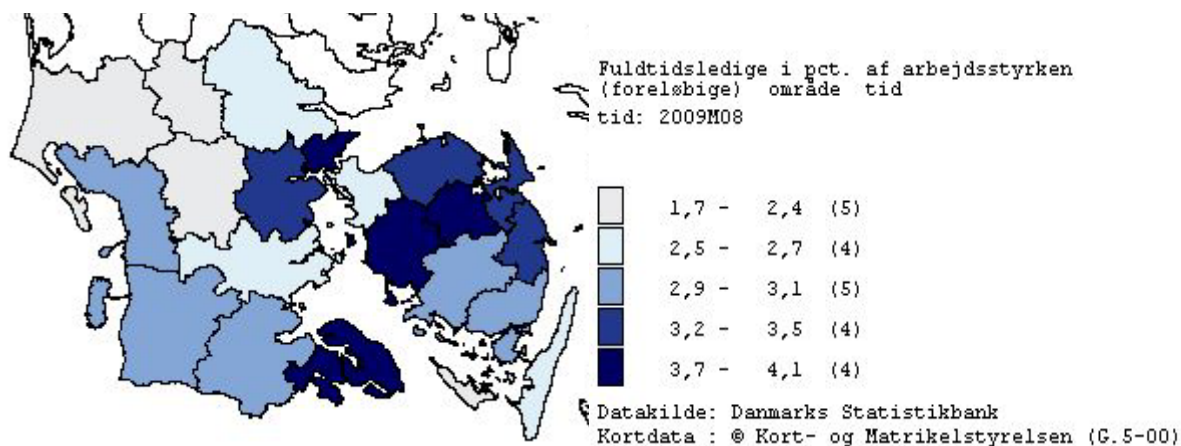 Fuldtidsledige i pct. af arbejdsstyrken
(foreløbige) område tid
tid: 2009M08
1,7 - 2,4 (5)
2,5 - 2,7 (4)
2,9 - 3,1 (5)
3,2 - 3,5 (4)
3,7 - 4,1 (4)
Datakilde: Danmarks Statistikbank
Kortdata : © Kort- og Matrikelstyrelsen (G.5-00)